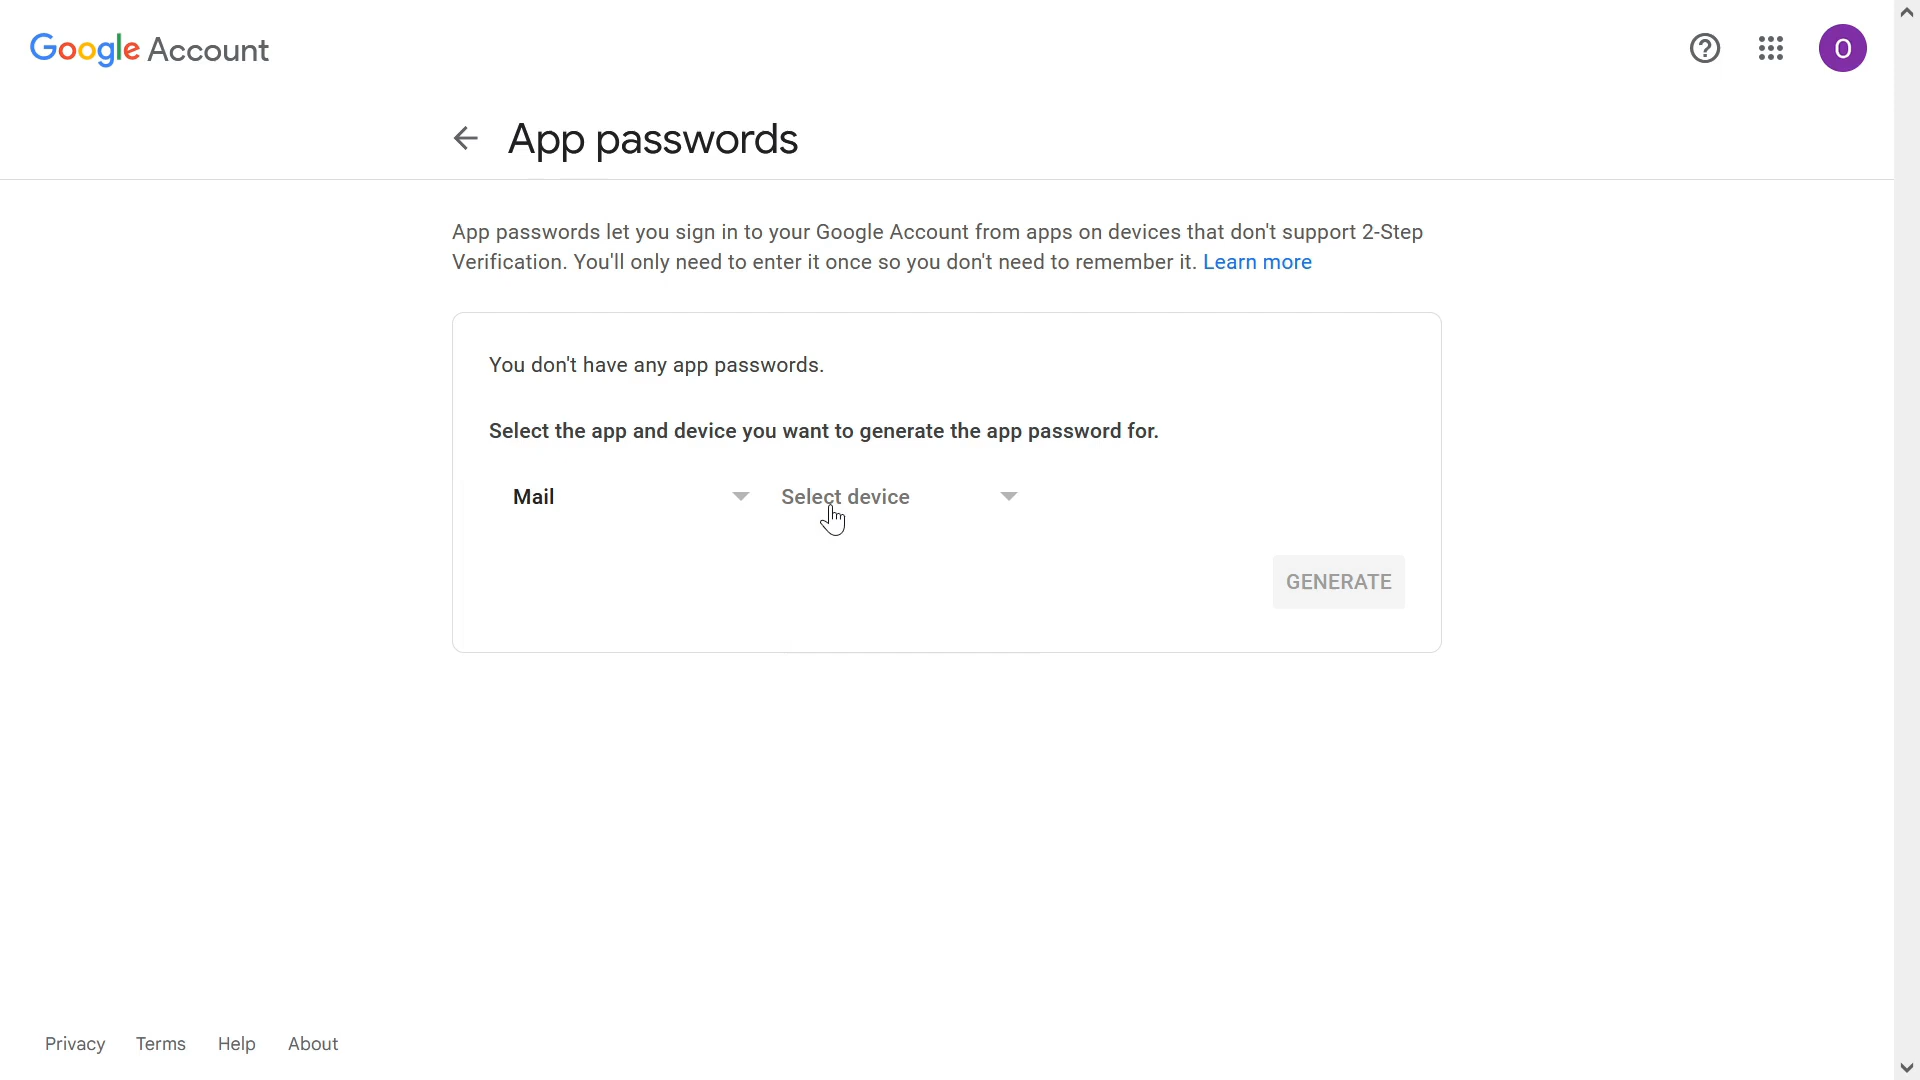 Google Account
O
App passwords
App passwords let you sign in to your Google Account from apps on devices that don't support 2-Step
Verification. You'll only need to enter it once so you don't need to remember it. Learn more
You don't have any app passwords.
Select the app and device you want to generate the app password for.
Mail Select device
GENERATE
Privacy Terms Help About